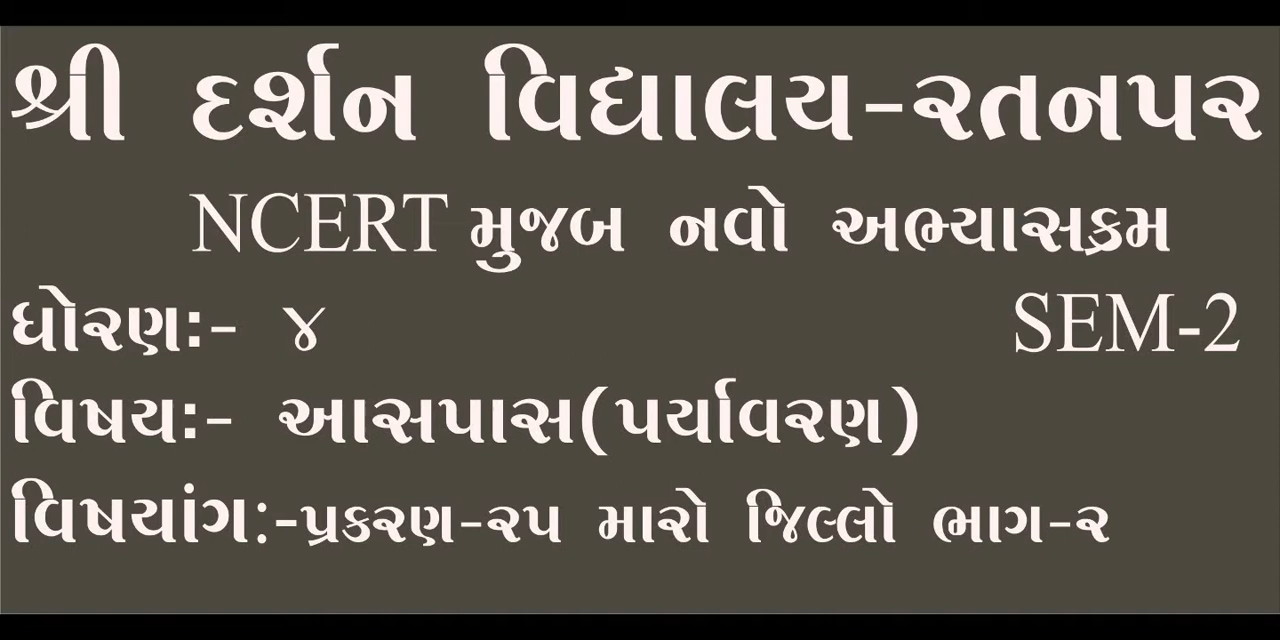 શ્રી દર્શન વિદ્યાલય-રતનપર
NCERT મુજબ નવો અભ્યાસક્રમ
ધોરણઃ- ૪ SEM-2
વિષયઃ- આસપાસ(પર્યાવરણ)
વિષયાંગ:-પ્રકરણ-૨૫ મારો જિલ્લો ભાગ-૨